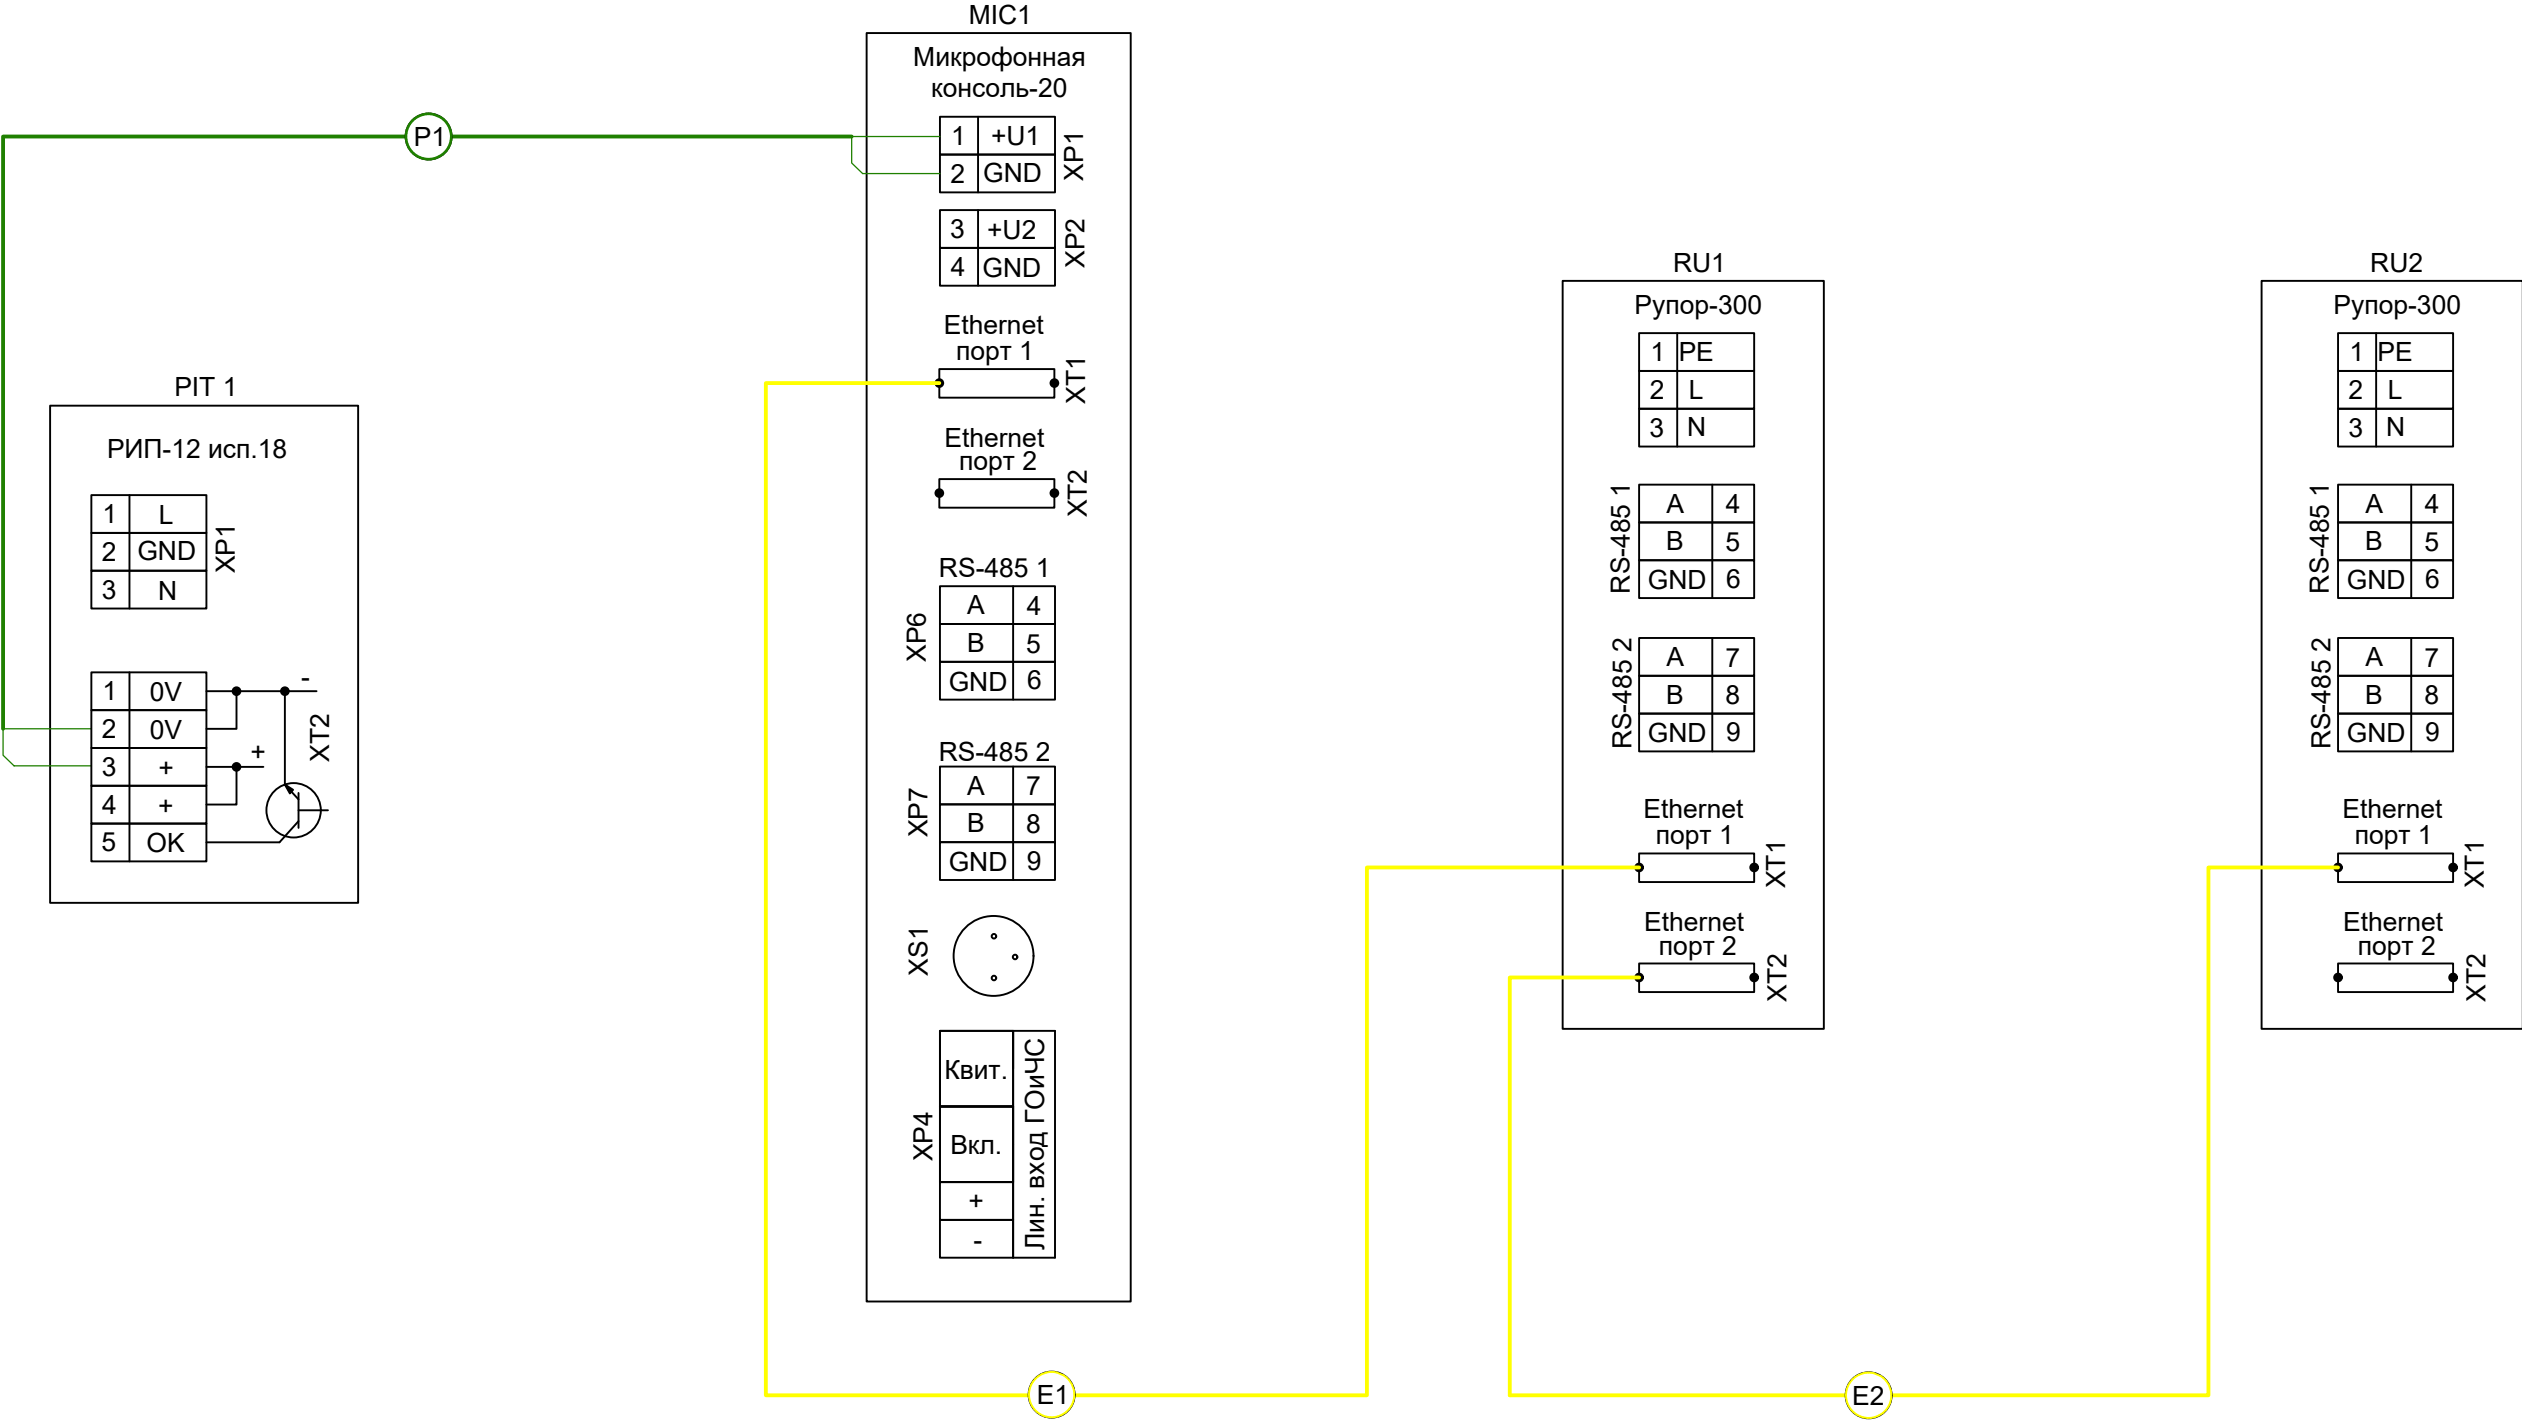 P1
PIT 1
РИП-12 исп.18
1 L
2 GND
3 N
XP1
1 0V
2 0V
3 +
4 +
5 OK
-
+
XT2
MIC1
Микрофонная
консоль-20
1 +U1
2 GND
XP1
3 +U2
4 GND
XP2
Ethernet
порт 1
XT1
Ethernet
порт 2
XT2
RS-485 1
A 4
B 5
GND 6
XP6
RS-485 2
A 7
B 8
GND 9
XP7
XS1
XP4
Квит.
Вкл.
+
-
Лин. вход ГОиЧС
RU1
Рупор-300
1 PE
2 L
3 N
RS-485 1
A 4
B 5
GND 6
RS-485 2
A 7
B 8
GND 9
Ethernet
порт 1
XT1
Ethernet
порт 2
XT2
RU2
Рупор-300
1 PE
2 L
3 N
RS-485 1
A 4
B 5
GND 6
RS-485 2
A 7
B 8
GND 9
Ethernet
порт 1
XT1
Ethernet
порт 2
XT2
E1
E2